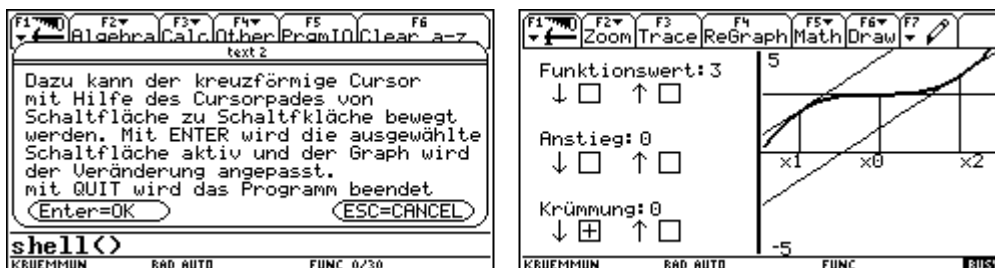 F1 F2 F3 F4 F5 F6
Algebra Calc Other PrgmIO Clear a-z
text 2
Dazu kann der kreuzförmige Cursor
mit Hilfe des Cursorpades von
Schaltfläche zu Schaltfkläche bewegt
werden. Mit ENTER wird die ausgewählte
Schaltfläche aktiv und der Graph wird
der Veränderung angepasst.
mit QUIT wird das Programm beendet
Enter=OK ESC=CANCEL
shell()
KRUEMMUN RAD AUTO FUNC 0/30
F1 F2 F3 F4 F5 F6 F7
Zoom Trace ReGraph Math Draw
Funktionswert:3
↓ ↑
Anstieg:0
↓ ↑
Krümmung:0
↓ + ↑
5
x1 x0 x2
-5
KRUEMMUN RAD AUTO FUNC BUSY